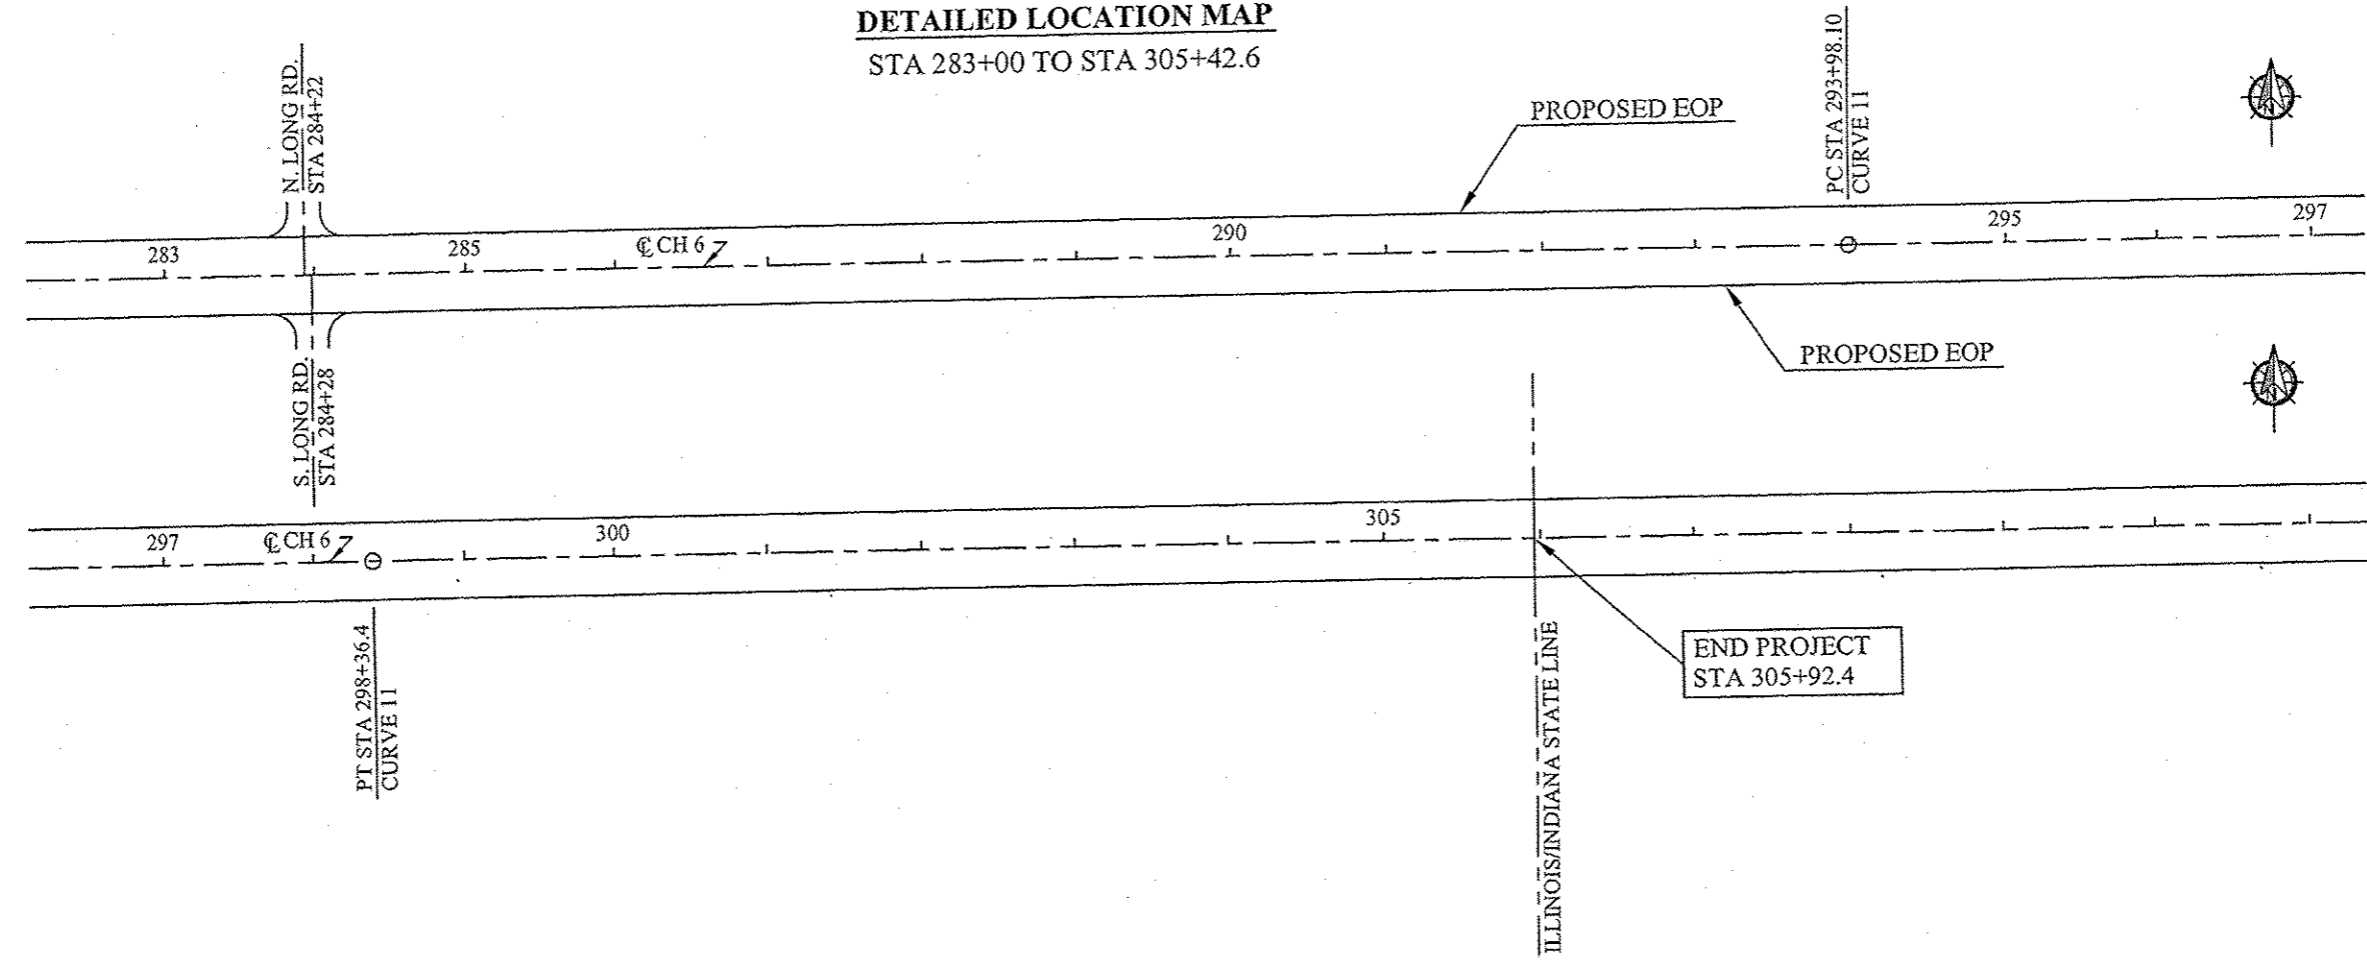 DETAILED LOCATION MAP
STA 283+00 TO STA 305+42.6
N. LONG RD.
STA 284+22
PROPOSED EOP
PC STA 293+98.10
CURVE 11
N
283
285
℄ CH 6
290
295
297
PROPOSED EOP
S. LONG RD.
STA 284+28
N
297
℄ CH 6
300
305
PT STA 298+36.4
CURVE 11
ILLINOIS/INDIANA STATE LINE
END PROJECT
STA 305+92.4